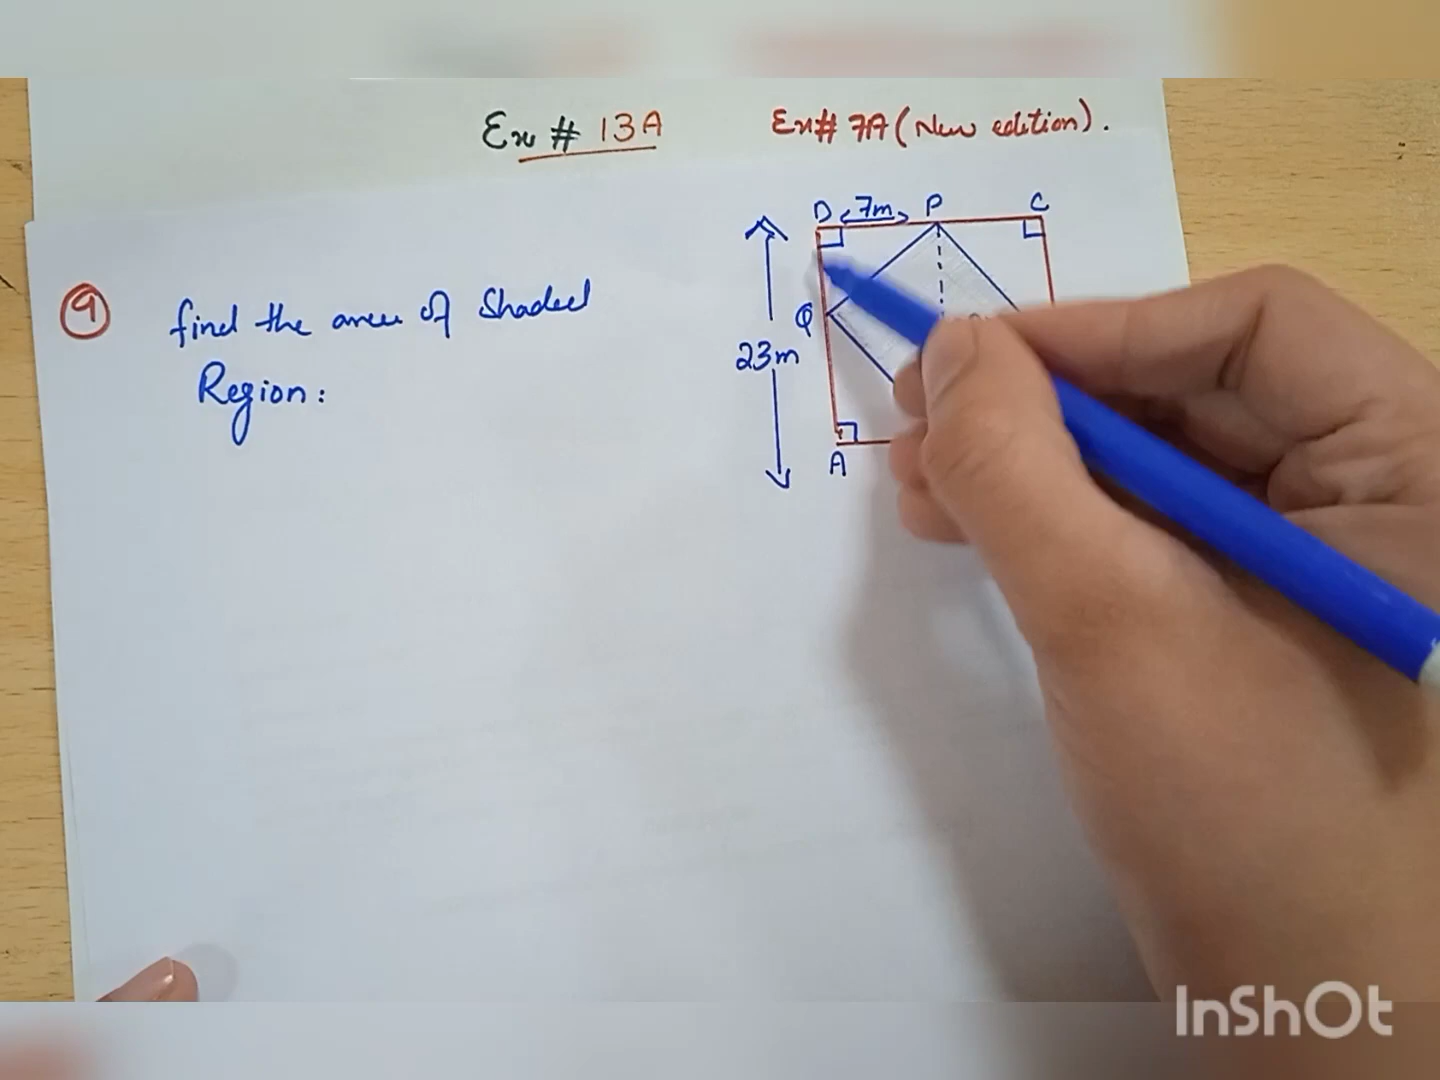 Ex # 13A
Ex# 7A (New edition).
D 7m P C
9 find the area of Shaded
Region:
Q
23m
A
InShOt